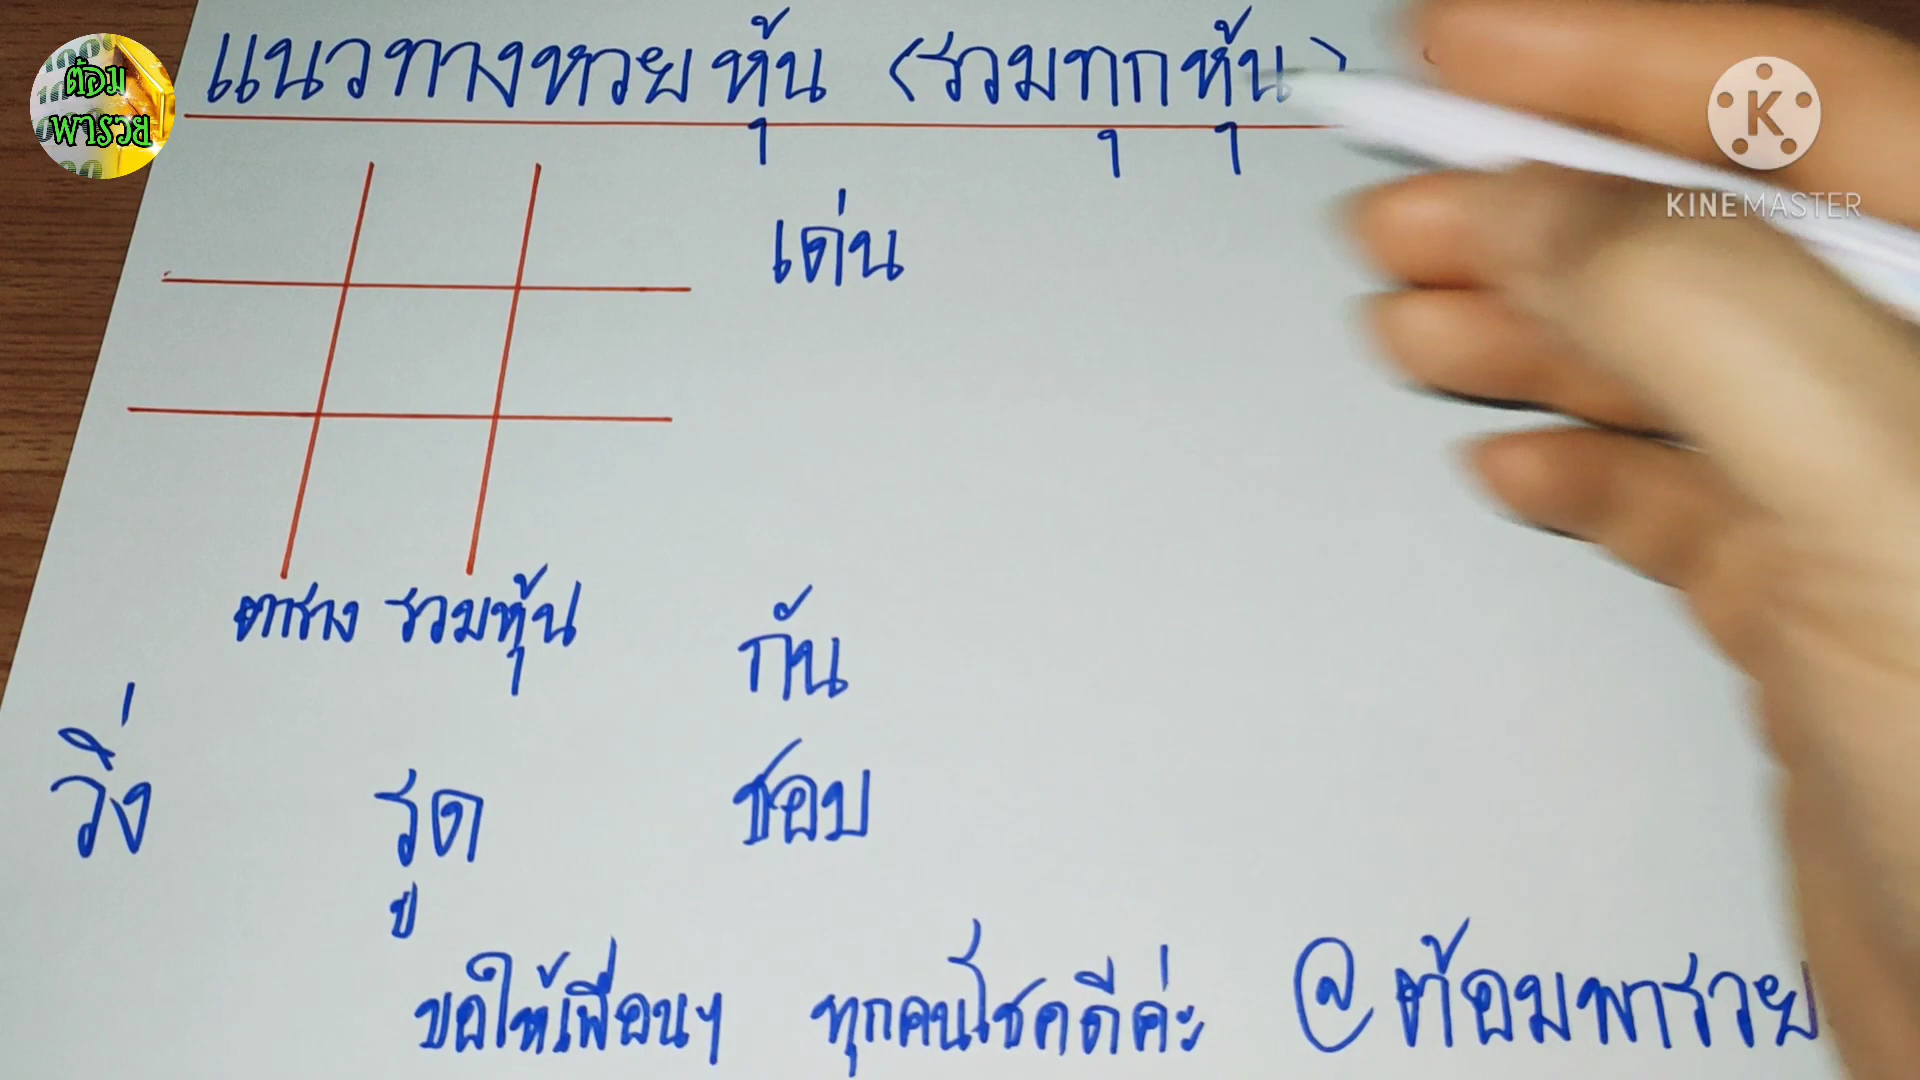 ต้อม
พารวย
แนวทางหวยหุ้น (รวมทุกหุ้น)
K
KINEMASTER
เด่น
ตาราง รวมหุ้น
กัน
วิ่ง
รูด
ชอบ
ขอให้เพื่อนๆ ทุกคนโชคดีค่ะ @ต้อมพารวย